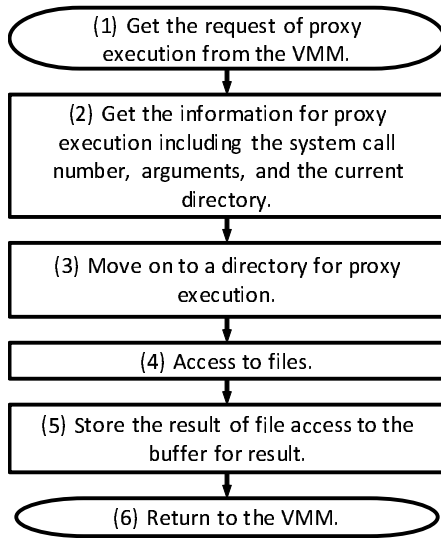 (1) Get the request of proxy
execution from the VMM.
(2) Get the information for proxy
execution including the system call
number, arguments, and the current
directory.
(3) Move on to a directory for proxy
execution.
(4) Access to files.
(5) Store the result of file access to the
buffer for result.
(6) Return to the VMM.